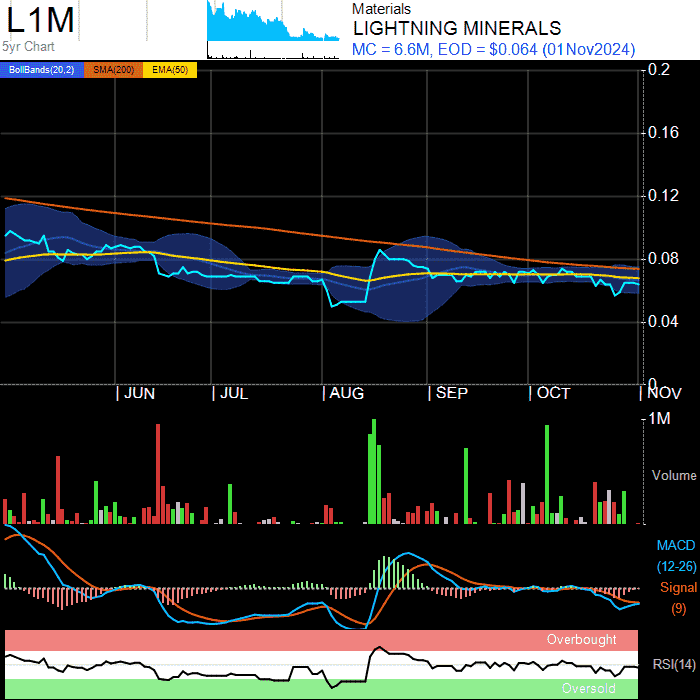 L1M
5yr Chart
Materials
LIGHTNING MINERALS
MC = 6.6M, EOD = $0.064 (01Nov2024)
BollBands(20,2) SMA(200) EMA(50)
0.2
0.16
0.12
0.08
0.04
0
JUN JUL AUG SEP OCT NOV
1M
Volume
MACD
(12-26)
Signal
(9)
Overbought
RSI(14)
Oversold